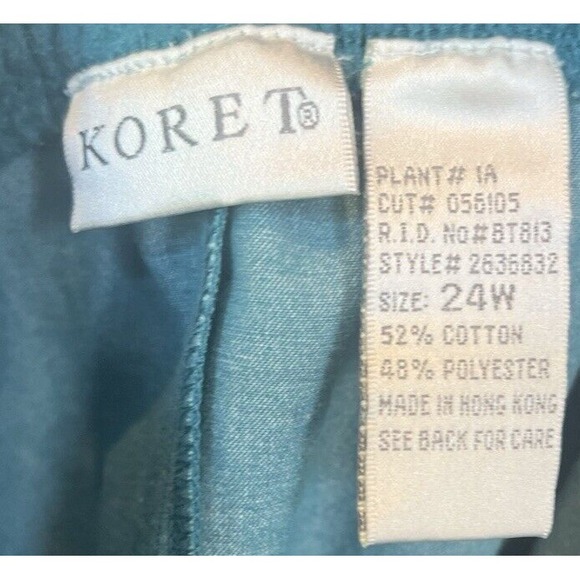 KORET®
PLANT# 1A
CUT# 056105
R.I.D. No# BT813
STYLE# 2636832
SIZE: 24W
52% COTTON
48% POLYESTER
MADE IN HONG KONG
SEE BACK FOR CARE